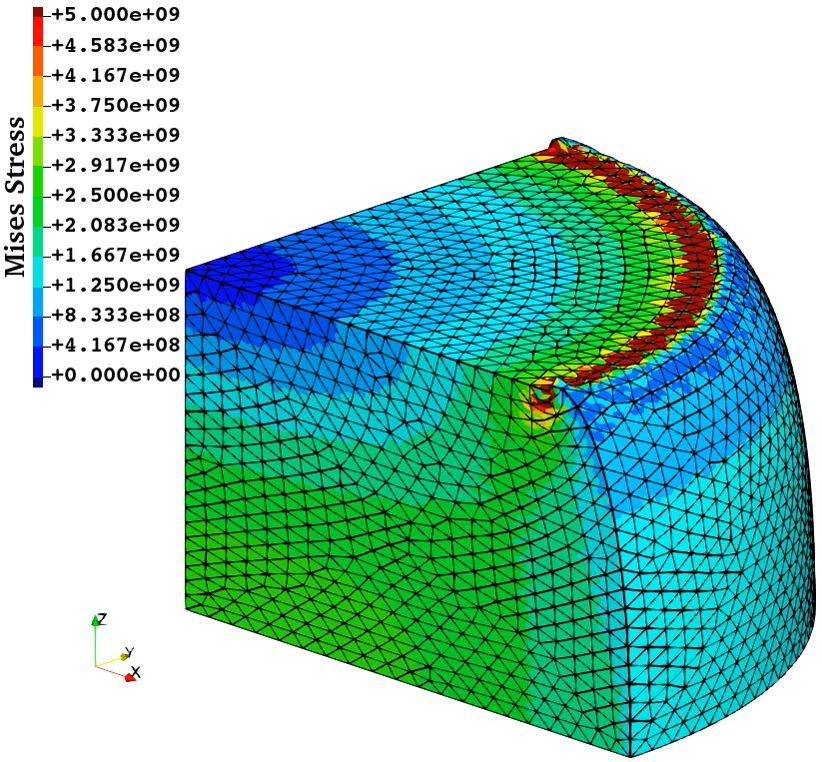 +5.000e+09
+4.583e+09
+4.167e+09
+3.750e+09
+3.333e+09
+2.917e+09
+2.500e+09
+2.083e+09
+1.667e+09
+1.250e+09
+8.333e+08
+4.167e+08
+0.000e+00
Mises Stress
Z
Y
X